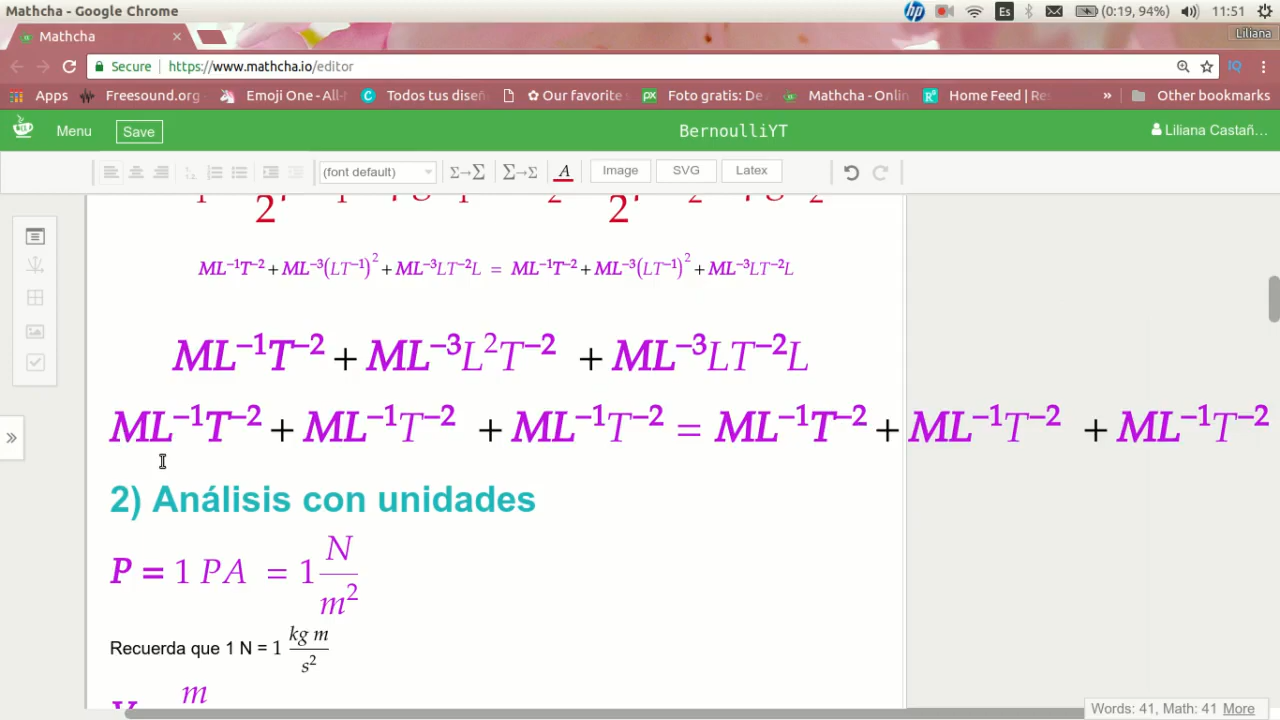 Mathcha - Google Chrome
Es (0:19, 94%) 11:51
Mathcha
Liliana
Secure https://www.mathcha.io/editor
Apps Freesound.org Emoji One - All- Todos tus diseñ ✿ Our favorite Foto gratis: De Mathcha - Onlin Home Feed | Re » Other bookmarks
Menu Save BernoulliYT Liliana Castañ...
(font default) Σ→Σ Σ→Σ A Image SVG Latex
2 2
ML⁻¹T⁻² + ML⁻³(LT⁻¹)² + ML⁻³LT⁻²L = ML⁻¹T⁻² + ML⁻³(LT⁻¹)² + ML⁻³LT⁻²L
ML⁻¹T⁻² + ML⁻³L²T⁻² + ML⁻³LT⁻²L
ML⁻¹T⁻² + ML⁻¹T⁻² + ML⁻¹T⁻² = ML⁻¹T⁻² + ML⁻¹T⁻² + ML⁻¹T⁻²
2) Análisis con unidades
P = 1 PA = 1 N/m²
Recuerda que 1 N = 1 kg m/s²
m
Words: 41, Math: 41 More